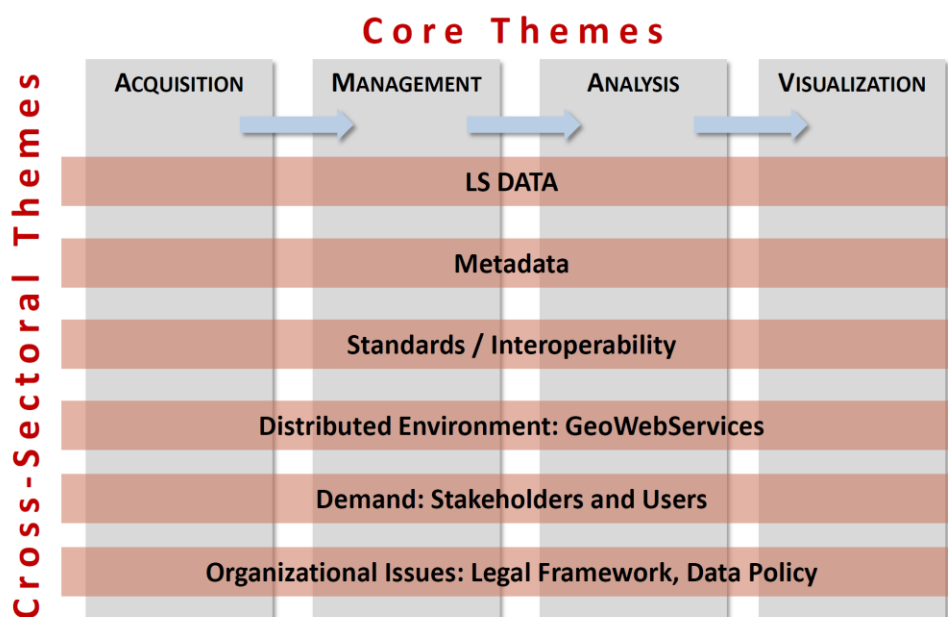 Core Themes
Cross-Sectoral Themes
ACQUISITION
MANAGEMENT
ANALYSIS
VISUALIZATION
LS DATA
Metadata
Standards / Interoperability
Distributed Environment: GeoWebServices
Demand: Stakeholders and Users
Organizational Issues: Legal Framework, Data Policy